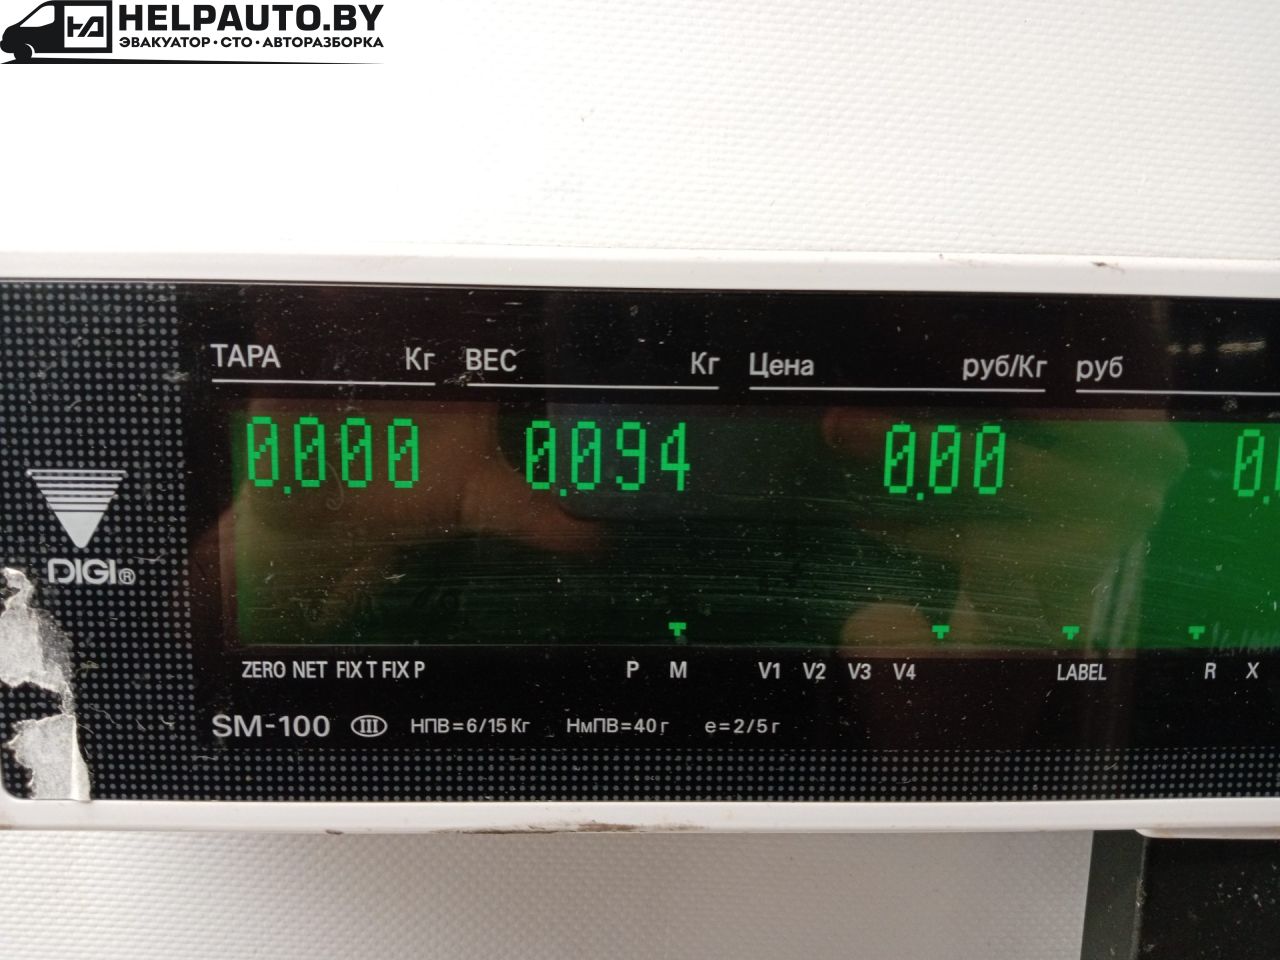 HELPAUTO.BY
ЭВАКУАТОР • СТО • АВТОРАЗБОРКА
ТАРА Кг ВЕС Кг Цена руб/Кг руб
0.000 0.094 0.00 0.
DIGI®
ZERO NET FIX T FIX P P M V1 V2 V3 V4 LABEL R X
SM-100 III НПВ=6/15 Кг НмПВ=40 г e=2/5 г